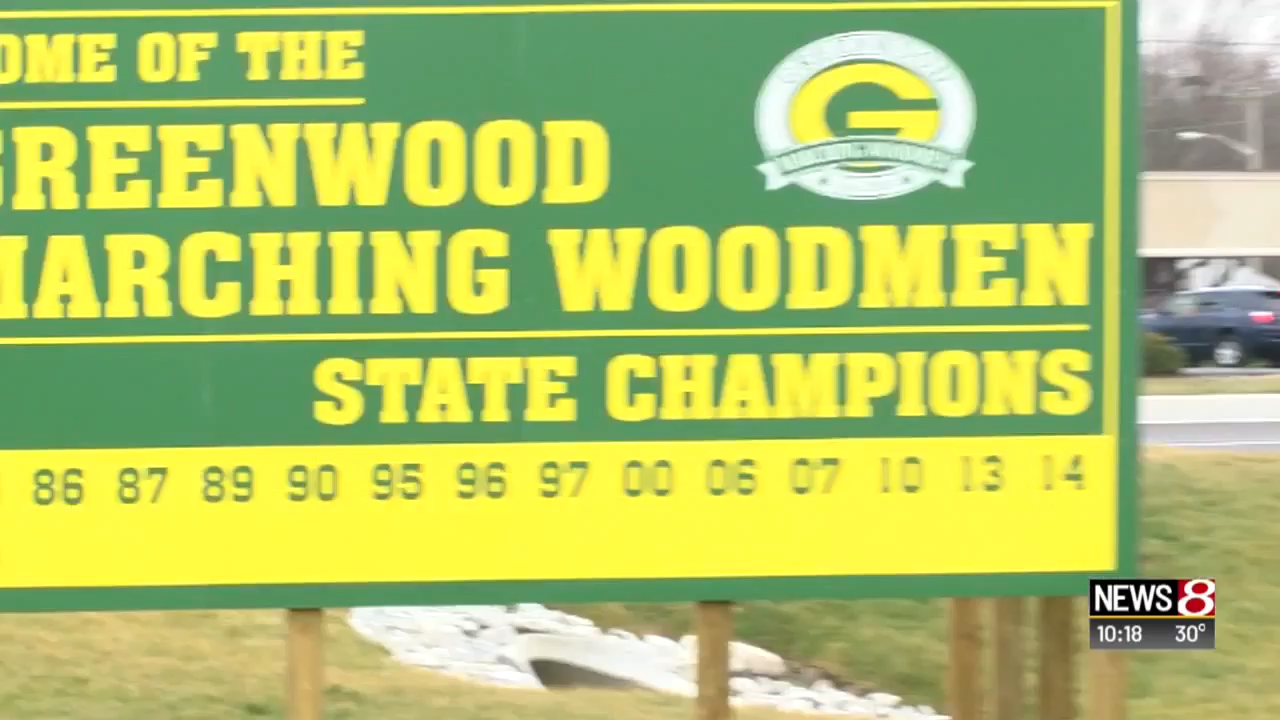 OME OF THE
GREENWOOD
MARCHING WOODMEN
STATE CHAMPIONS
86 87 89 90 95 96 97 00 06 07 10 13 14
G
NEWS 8
10:18 30°